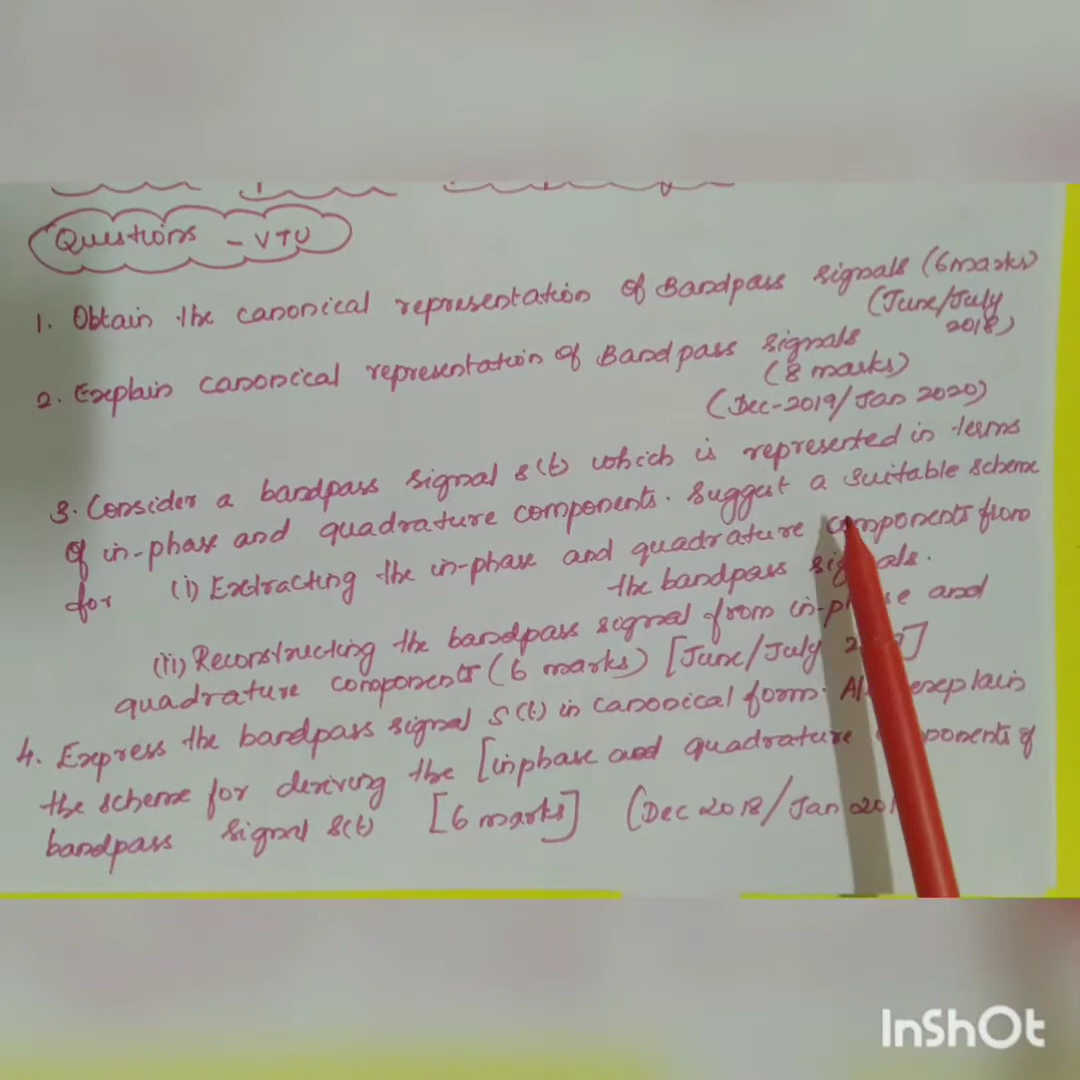 Questions - VTU
1. Obtain the canonical representation of Bandpass signals (6marks)
(June/July
2018)
2. Explain canonical representation of Bandpass signals
(8 marks)
(Dec-2019/Jan 2020)
3. Consider a bandpass signal s(t) which is represented in terms
of in-phase and quadrature components. Suggest a suitable scheme
for (i) Extracting the in-phase and quadrature components from
the bandpass signals.
(ii) Reconstructing the bandpass signal from in-phase and
quadrature components (6 marks) [June/July
4. Express the bandpass signal s(t) in canonical form. Also explain
the scheme for deriving the [inphase and quadrature components of
bandpass signal s(t) [6 marks] (Dec 2018/Jan
InShOt